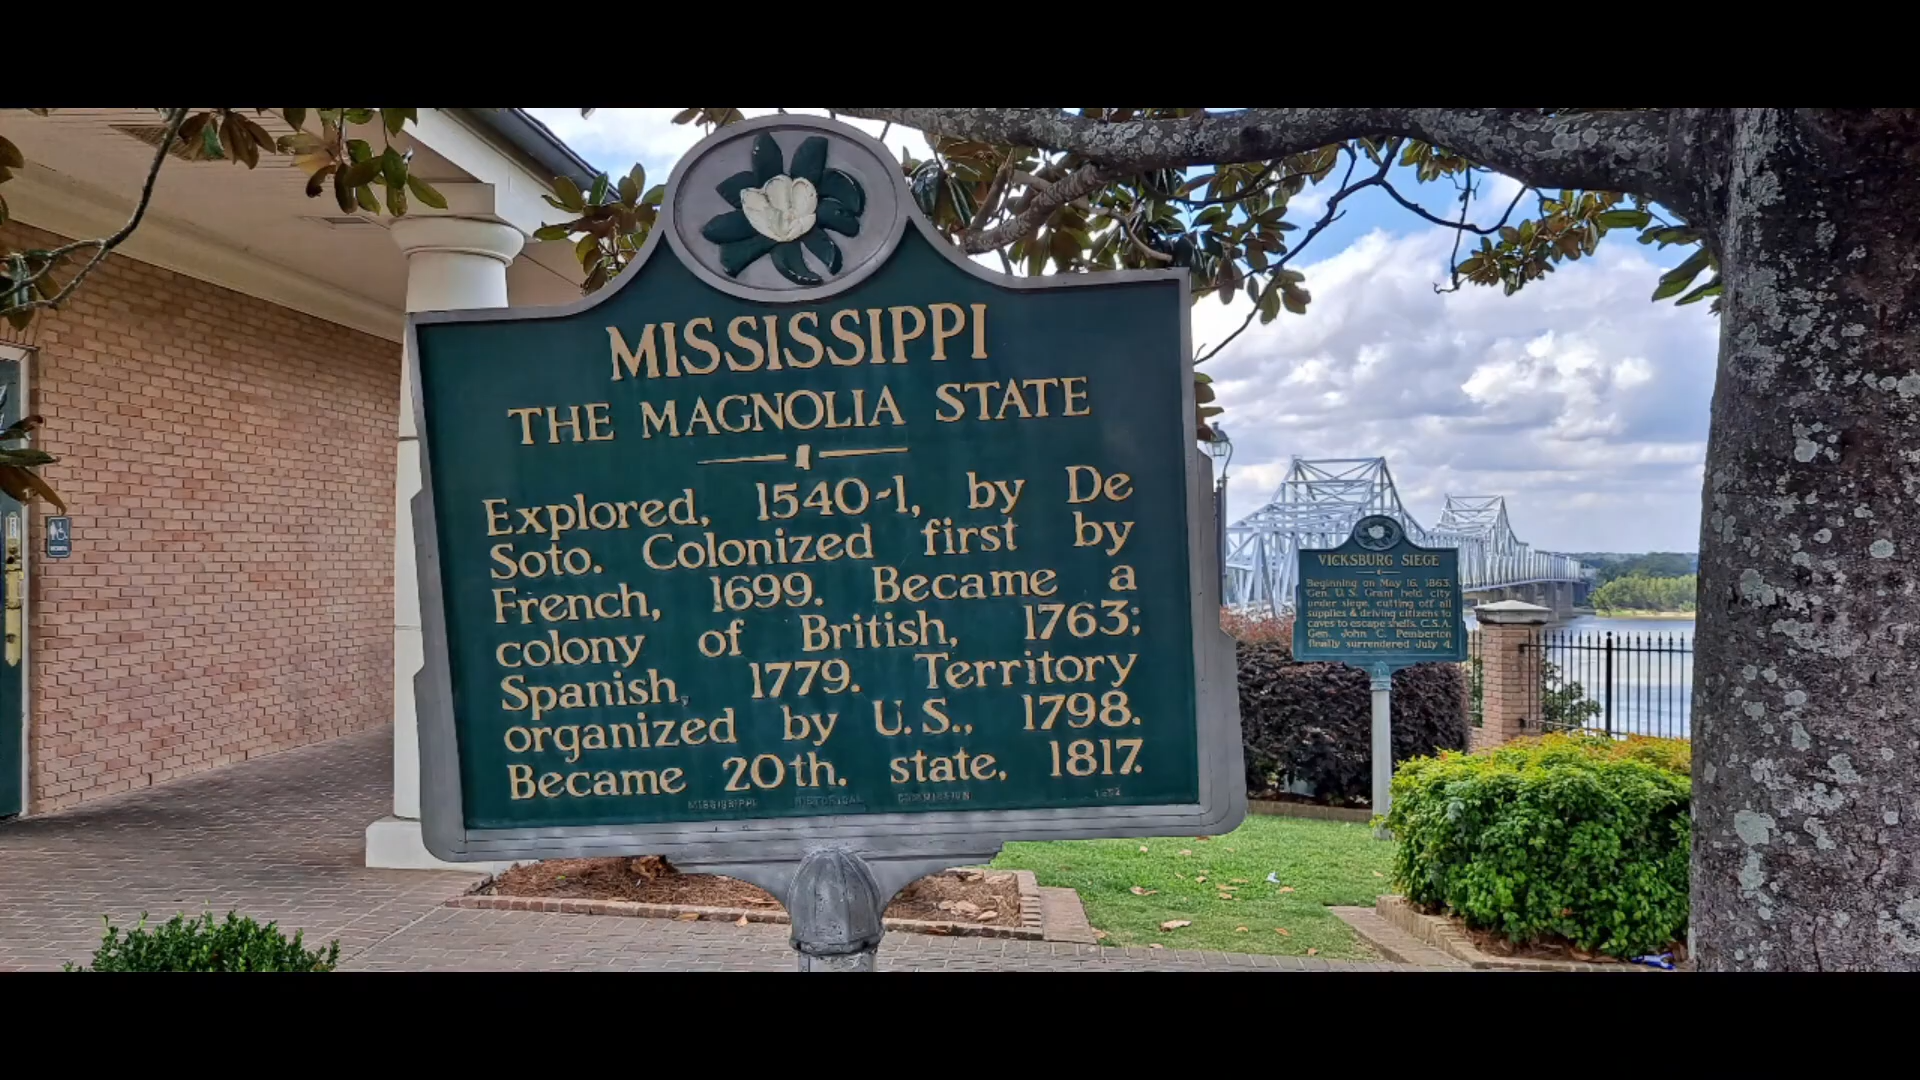 MISSISSIPPI
THE MAGNOLIA STATE
Explored, 1540-1, by De
Soto. Colonized first by
French, 1699. Became a
colony of British, 1763;
Spanish, 1779. Territory
organized by U.S., 1798.
Became 20th. state, 1817.
MISSISSIPPI HISTORICAL COMMISSION
VICKSBURG SIEGE
Beginning on May 16, 1863,
Gen. U. S. Grant held city
under siege, cutting off all
supplies & driving citizens to
caves to escape shells. C.S.A.
Gen. John C. Pemberton
finally surrendered July 4.